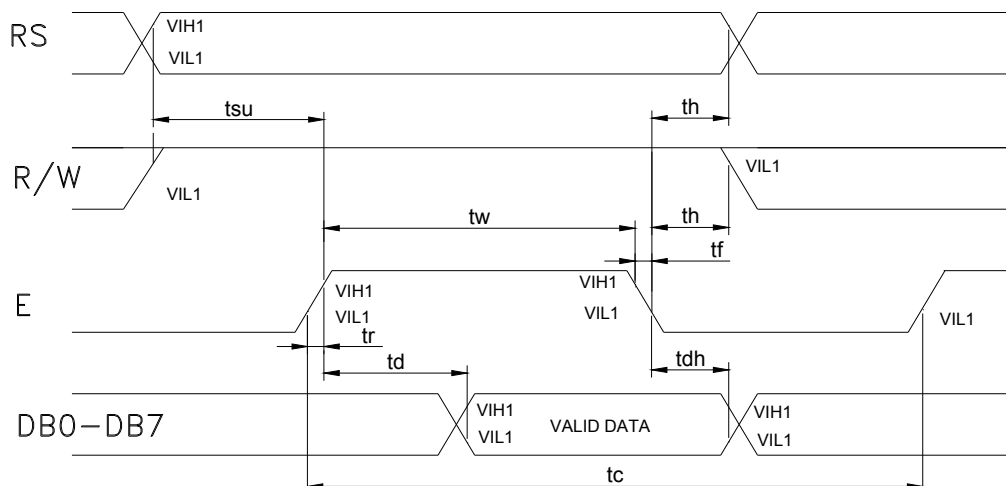 RS
VIH1
VIL1
tsu
th
R/W
VIL1
VIL1
tw
th
tf
E
VIH1
VIL1
VIH1
VIL1
VIL1
tr
td
tdh
DB0-DB7
VIH1
VIL1
VALID DATA
VIH1
VIL1
tc